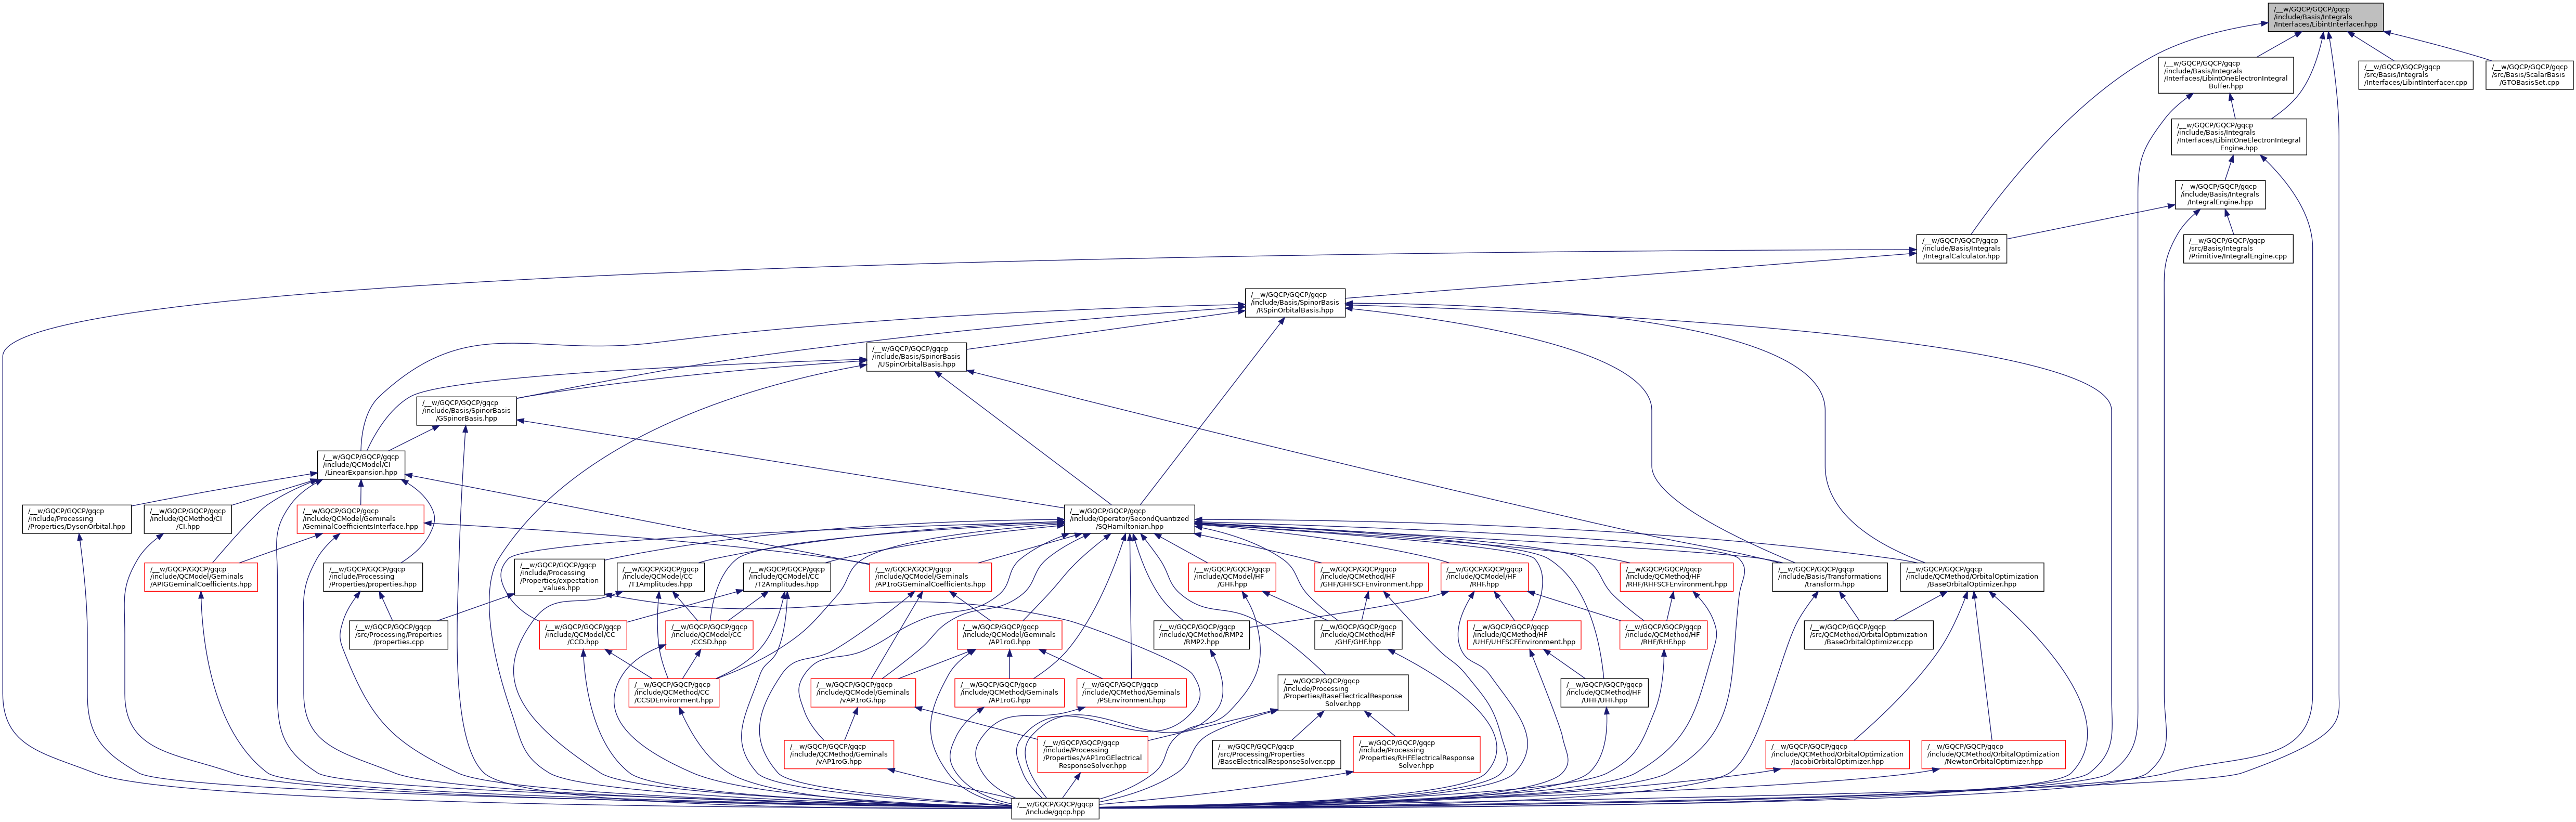 /__w/GQCP/GQCP/gqcp
/include/Basis/Integrals
/Interfaces/LibintInterfacer.hpp
/__w/GQCP/GQCP/gqcp
/include/Basis/Integrals
/Interfaces/LibintOneElectronIntegral
Buffer.hpp
/__w/GQCP/GQCP/gqcp
/src/Basis/Integrals
/Interfaces/LibintInterfacer.cpp
/__w/GQCP/GQCP/gqcp
/src/Basis/ScalarBasis
/GTOBasisSet.cpp
/__w/GQCP/GQCP/gqcp
/include/Basis/Integrals
/Interfaces/LibintOneElectronIntegral
Engine.hpp
/__w/GQCP/GQCP/gqcp
/include/Basis/Integrals
/IntegralEngine.hpp
/__w/GQCP/GQCP/gqcp
/include/Basis/Integrals
/IntegralCalculator.hpp
/__w/GQCP/GQCP/gqcp
/src/Basis/Integrals
/Primitive/IntegralEngine.cpp
/__w/GQCP/GQCP/gqcp
/include/Basis/SpinorBasis
/RSpinOrbitalBasis.hpp
/__w/GQCP/GQCP/gqcp
/include/Basis/SpinorBasis
/USpinOrbitalBasis.hpp
/__w/GQCP/GQCP/gqcp
/include/Basis/SpinorBasis
/GSpinorBasis.hpp
/__w/GQCP/GQCP/gqcp
/include/QCModel/CI
/LinearExpansion.hpp
/__w/GQCP/GQCP/gqcp
/include/Processing
/Properties/DysonOrbital.hpp
/__w/GQCP/GQCP/gqcp
/include/QCMethod/CI
/CI.hpp
/__w/GQCP/GQCP/gqcp
/include/QCModel/Geminals
/GeminalCoefficientsInterface.hpp
/__w/GQCP/GQCP/gqcp
/include/Operator/SecondQuantized
/SQHamiltonian.hpp
/__w/GQCP/GQCP/gqcp
/include/QCModel/Geminals
/APIGGeminalCoefficients.hpp
/__w/GQCP/GQCP/gqcp
/include/Processing
/Properties/properties.hpp
/__w/GQCP/GQCP/gqcp
/include/Processing
/Properties/expectation
_values.hpp
/__w/GQCP/GQCP/gqcp
/include/QCModel/CC
/T1Amplitudes.hpp
/__w/GQCP/GQCP/gqcp
/include/QCModel/CC
/T2Amplitudes.hpp
/__w/GQCP/GQCP/gqcp
/include/QCModel/Geminals
/AP1roGGeminalCoefficients.hpp
/__w/GQCP/GQCP/gqcp
/include/QCModel/HF
/GHF.hpp
/__w/GQCP/GQCP/gqcp
/include/QCMethod/HF
/GHF/GHFSCFEnvironment.hpp
/__w/GQCP/GQCP/gqcp
/include/QCModel/HF
/RHF.hpp
/__w/GQCP/GQCP/gqcp
/include/QCMethod/HF
/RHF/RHFSCFEnvironment.hpp
/__w/GQCP/GQCP/gqcp
/include/Basis/Transformations
/transform.hpp
/__w/GQCP/GQCP/gqcp
/include/QCMethod/OrbitalOptimization
/BaseOrbitalOptimizer.hpp
/__w/GQCP/GQCP/gqcp
/src/Processing/Properties
/properties.cpp
/__w/GQCP/GQCP/gqcp
/include/QCModel/CC
/CCD.hpp
/__w/GQCP/GQCP/gqcp
/include/QCModel/CC
/CCSD.hpp
/__w/GQCP/GQCP/gqcp
/include/QCModel/Geminals
/AP1roG.hpp
/__w/GQCP/GQCP/gqcp
/include/QCMethod/RMP2
/RMP2.hpp
/__w/GQCP/GQCP/gqcp
/include/QCMethod/HF
/GHF/GHF.hpp
/__w/GQCP/GQCP/gqcp
/include/QCMethod/HF
/UHF/UHFSCFEnvironment.hpp
/__w/GQCP/GQCP/gqcp
/include/QCMethod/HF
/RHF/RHF.hpp
/__w/GQCP/GQCP/gqcp
/src/QCMethod/OrbitalOptimization
/BaseOrbitalOptimizer.cpp
/__w/GQCP/GQCP/gqcp
/include/QCMethod/CC
/CCSDEnvironment.hpp
/__w/GQCP/GQCP/gqcp
/include/QCModel/Geminals
/vAP1roG.hpp
/__w/GQCP/GQCP/gqcp
/include/QCMethod/Geminals
/AP1roG.hpp
/__w/GQCP/GQCP/gqcp
/include/QCMethod/Geminals
/PSEnvironment.hpp
/__w/GQCP/GQCP/gqcp
/include/Processing
/Properties/BaseElectricalResponse
Solver.hpp
/__w/GQCP/GQCP/gqcp
/include/QCMethod/HF
/UHF/UHF.hpp
/__w/GQCP/GQCP/gqcp
/include/QCMethod/Geminals
/vAP1roG.hpp
/__w/GQCP/GQCP/gqcp
/include/Processing
/Properties/vAP1roGElectrical
ResponseSolver.hpp
/__w/GQCP/GQCP/gqcp
/src/Processing/Properties
/BaseElectricalResponseSolver.cpp
/__w/GQCP/GQCP/gqcp
/include/Processing
/Properties/RHFElectricalResponse
Solver.hpp
/__w/GQCP/GQCP/gqcp
/include/QCMethod/OrbitalOptimization
/JacobiOrbitalOptimizer.hpp
/__w/GQCP/GQCP/gqcp
/include/QCMethod/OrbitalOptimization
/NewtonOrbitalOptimizer.hpp
/__w/GQCP/GQCP/gqcp
/include/gqcp.hpp